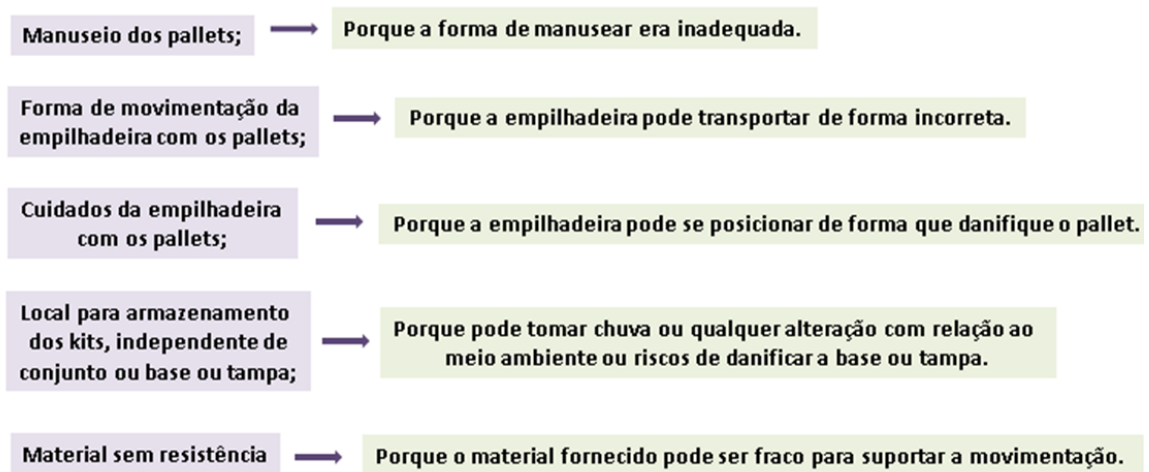 Manuseio dos pallets;
Porque a forma de manusear era inadequada.
Forma de movimentação da
empilhadeira com os pallets;
Porque a empilhadeira pode transportar de forma incorreta.
Cuidados da empilhadeira
com os pallets;
Porque a empilhadeira pode se posicionar de forma que danifique o pallet.
Local para armazenamento
dos kits, independente de
conjunto ou base ou tampa;
Porque pode tomar chuva ou qualquer alteração com relação ao
meio ambiente ou riscos de danificar a base ou tampa.
Material sem resistência
Porque o material fornecido pode ser fraco para suportar a movimentação.